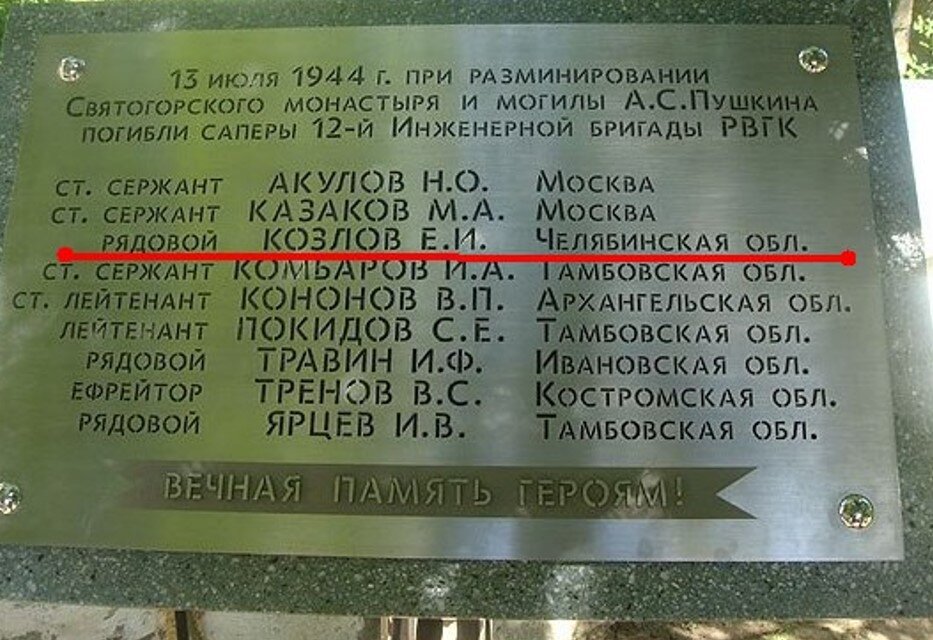 13 июля 1944 г. при разминировании
Святогорского монастыря и могилы А.С.Пушкина
погибли саперы 12-й Инженерной бригады РВГК
ст. сержант АКУЛОВ Н.О. Москва
ст. сержант КАЗАКОВ М.А. Москва
рядовой КОЗЛОВ Е.И. Челябинская обл.
ст. сержант КОМБАРОВ И.А. Тамбовская обл.
ст. лейтенант КОНОНОВ В.П. Архангельская обл.
лейтенант ПОКИДОВ С.Е. Тамбовская обл.
рядовой ТРАВИН И.Ф. Ивановская обл.
ефрейтор ТРЕНОВ В.С. Костромская обл.
рядовой ЯРЦЕВ И.В. Тамбовская обл.
ВЕЧНАЯ ПАМЯТЬ ГЕРОЯМ!